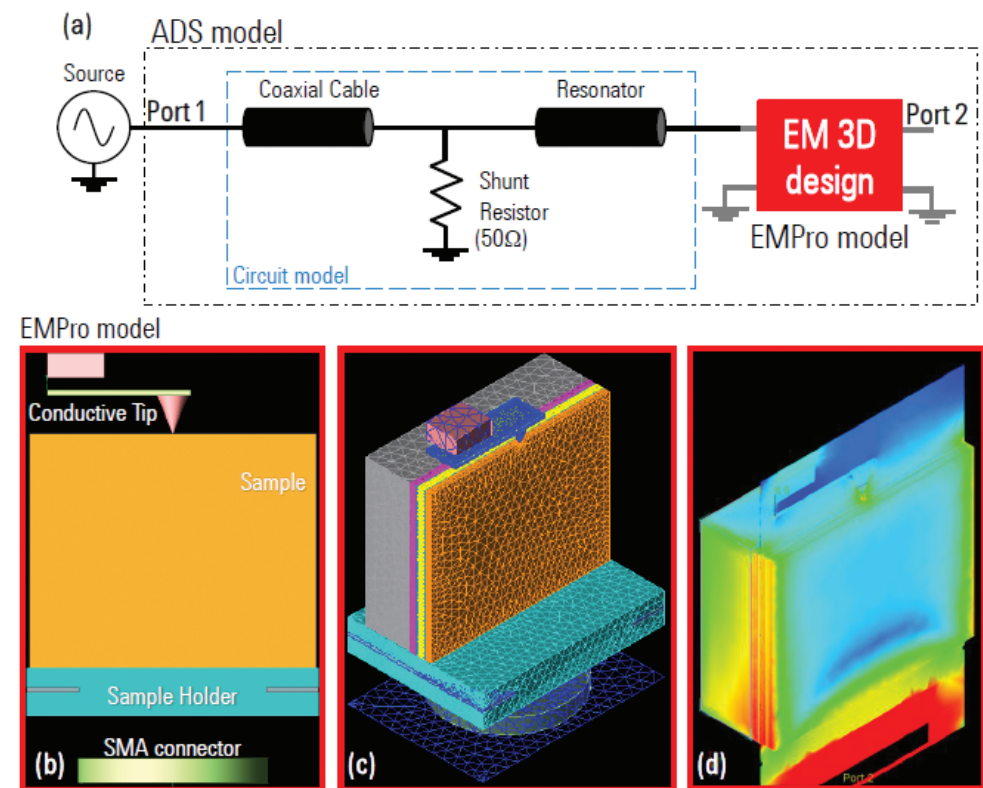 (a)
ADS model
Source
Port 1
Coaxial Cable
Resonator
Port 2
EM 3D
design
Shunt
Resistor
(50Ω)
EMPro model
Circuit model
EMPro model
Conductive Tip
Sample
Sample Holder
SMA connector
(b)
(c)
(d)
Port 2